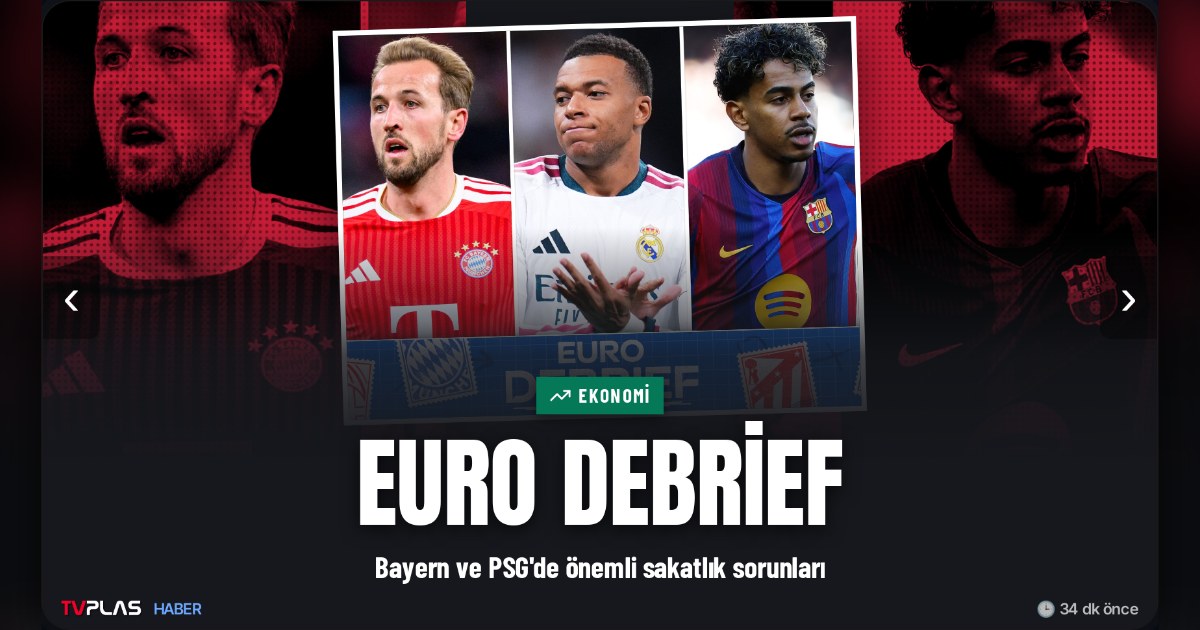 EURO
DEBRIEF
EKONOMİ
EURO DEBRİEF
Bayern ve PSG'de önemli sakatlık sorunları
TVPLAS HABER
34 dk önce